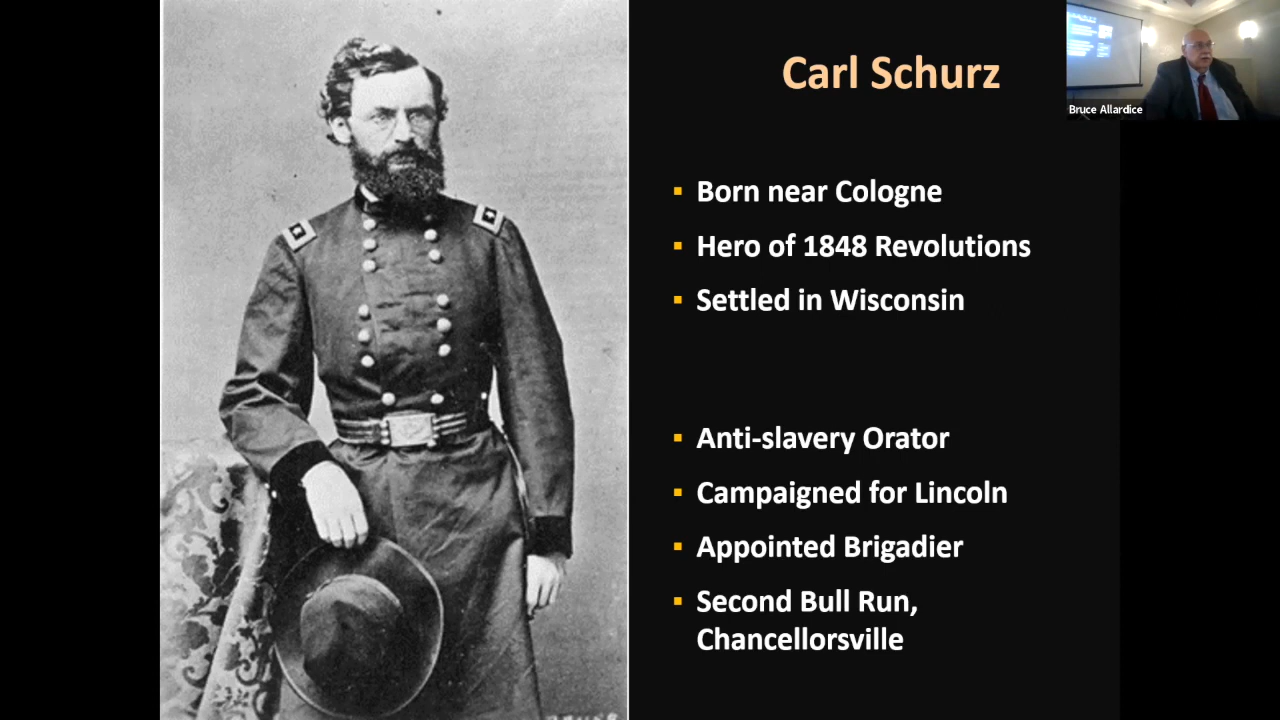 Carl Schurz
Bruce Allardice
Born near Cologne
Hero of 1848 Revolutions
Settled in Wisconsin
Anti-slavery Orator
Campaigned for Lincoln
Appointed Brigadier
Second Bull Run,
Chancellorsville